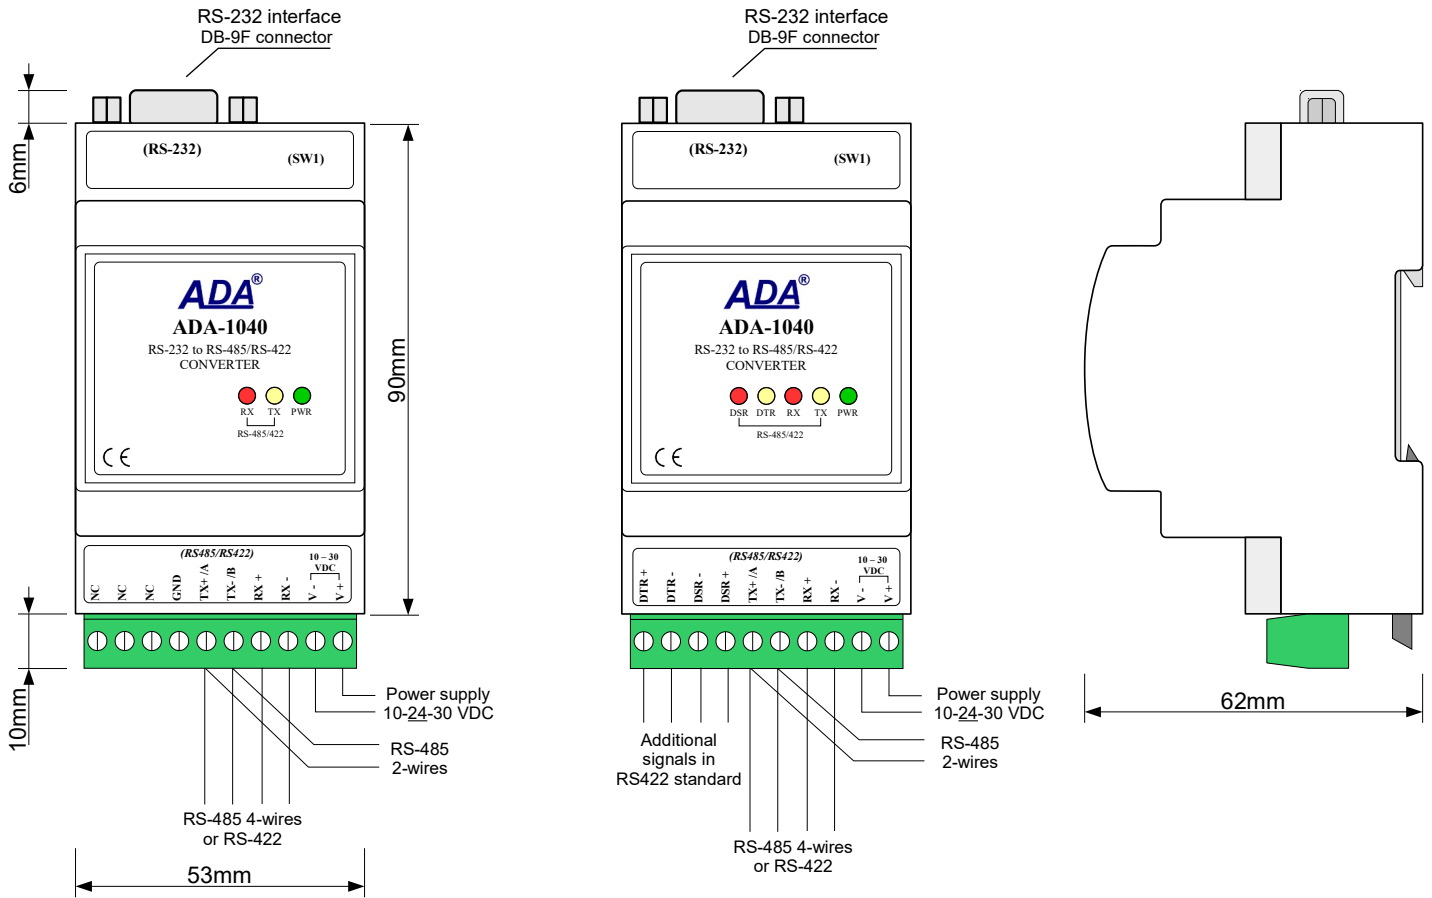 RS-232 interface
DB-9F connector
6mm
(RS-232)
(SW1)
ADA®
ADA-1040
RS-232 to RS-485/RS-422
CONVERTER
RX TX PWR
RS-485/422
CE
90mm
(RS485/RS422)
10 – 30
VDC
NC NC NC GND TX+ /A TX- /B RX + RX - V - V +
10mm
Power supply
10-24-30 VDC
RS-485
2-wires
RS-485 4-wires
or RS-422
53mm
RS-232 interface
DB-9F connector
(RS-232)
(SW1)
ADA®
ADA-1040
RS-232 to RS-485/RS-422
CONVERTER
DSR DTR RX TX PWR
RS-485/422
CE
(RS485/RS422)
10 – 30
VDC
DTR + DTR - DSR - DSR + TX+ /A TX- /B RX + RX - V - V +
Power supply
10-24-30 VDC
Additional
signals in
RS422 standard
RS-485
2-wires
RS-485 4-wires
or RS-422
62mm